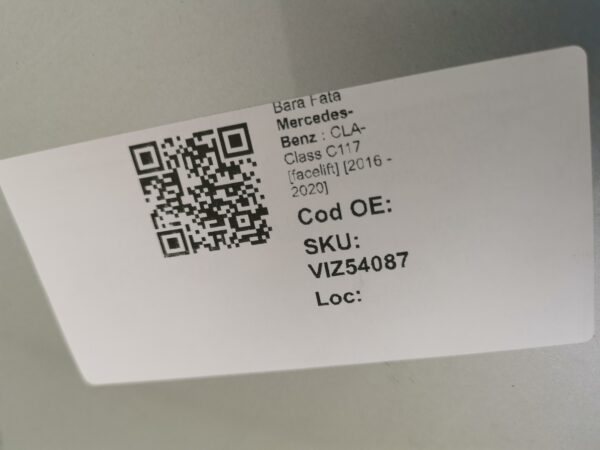 Bara Fata
Mercedes-
Benz : CLA-
Class C117
[facelift] [2016 -
2020]
Cod OE:
SKU:
VIZ54087
Loc: